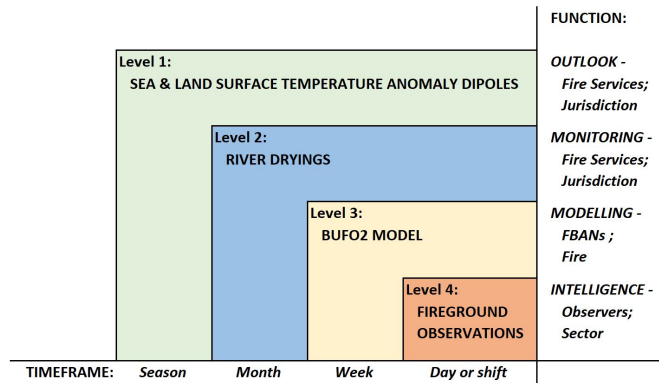 FUNCTION:
Level 1:
SEA & LAND SURFACE TEMPERATURE ANOMALY DIPOLES
OUTLOOK -
Fire Services;
Jurisdiction
Level 2:
RIVER DRYINGS
MONITORING -
Fire Services;
Jurisdiction
Level 3:
BUFO2 MODEL
MODELLING -
FBANs ;
Fire
Level 4:
FIREGROUND
OBSERVATIONS
INTELLIGENCE -
Observers;
Sector
TIMEFRAME: Season Month Week Day or shift